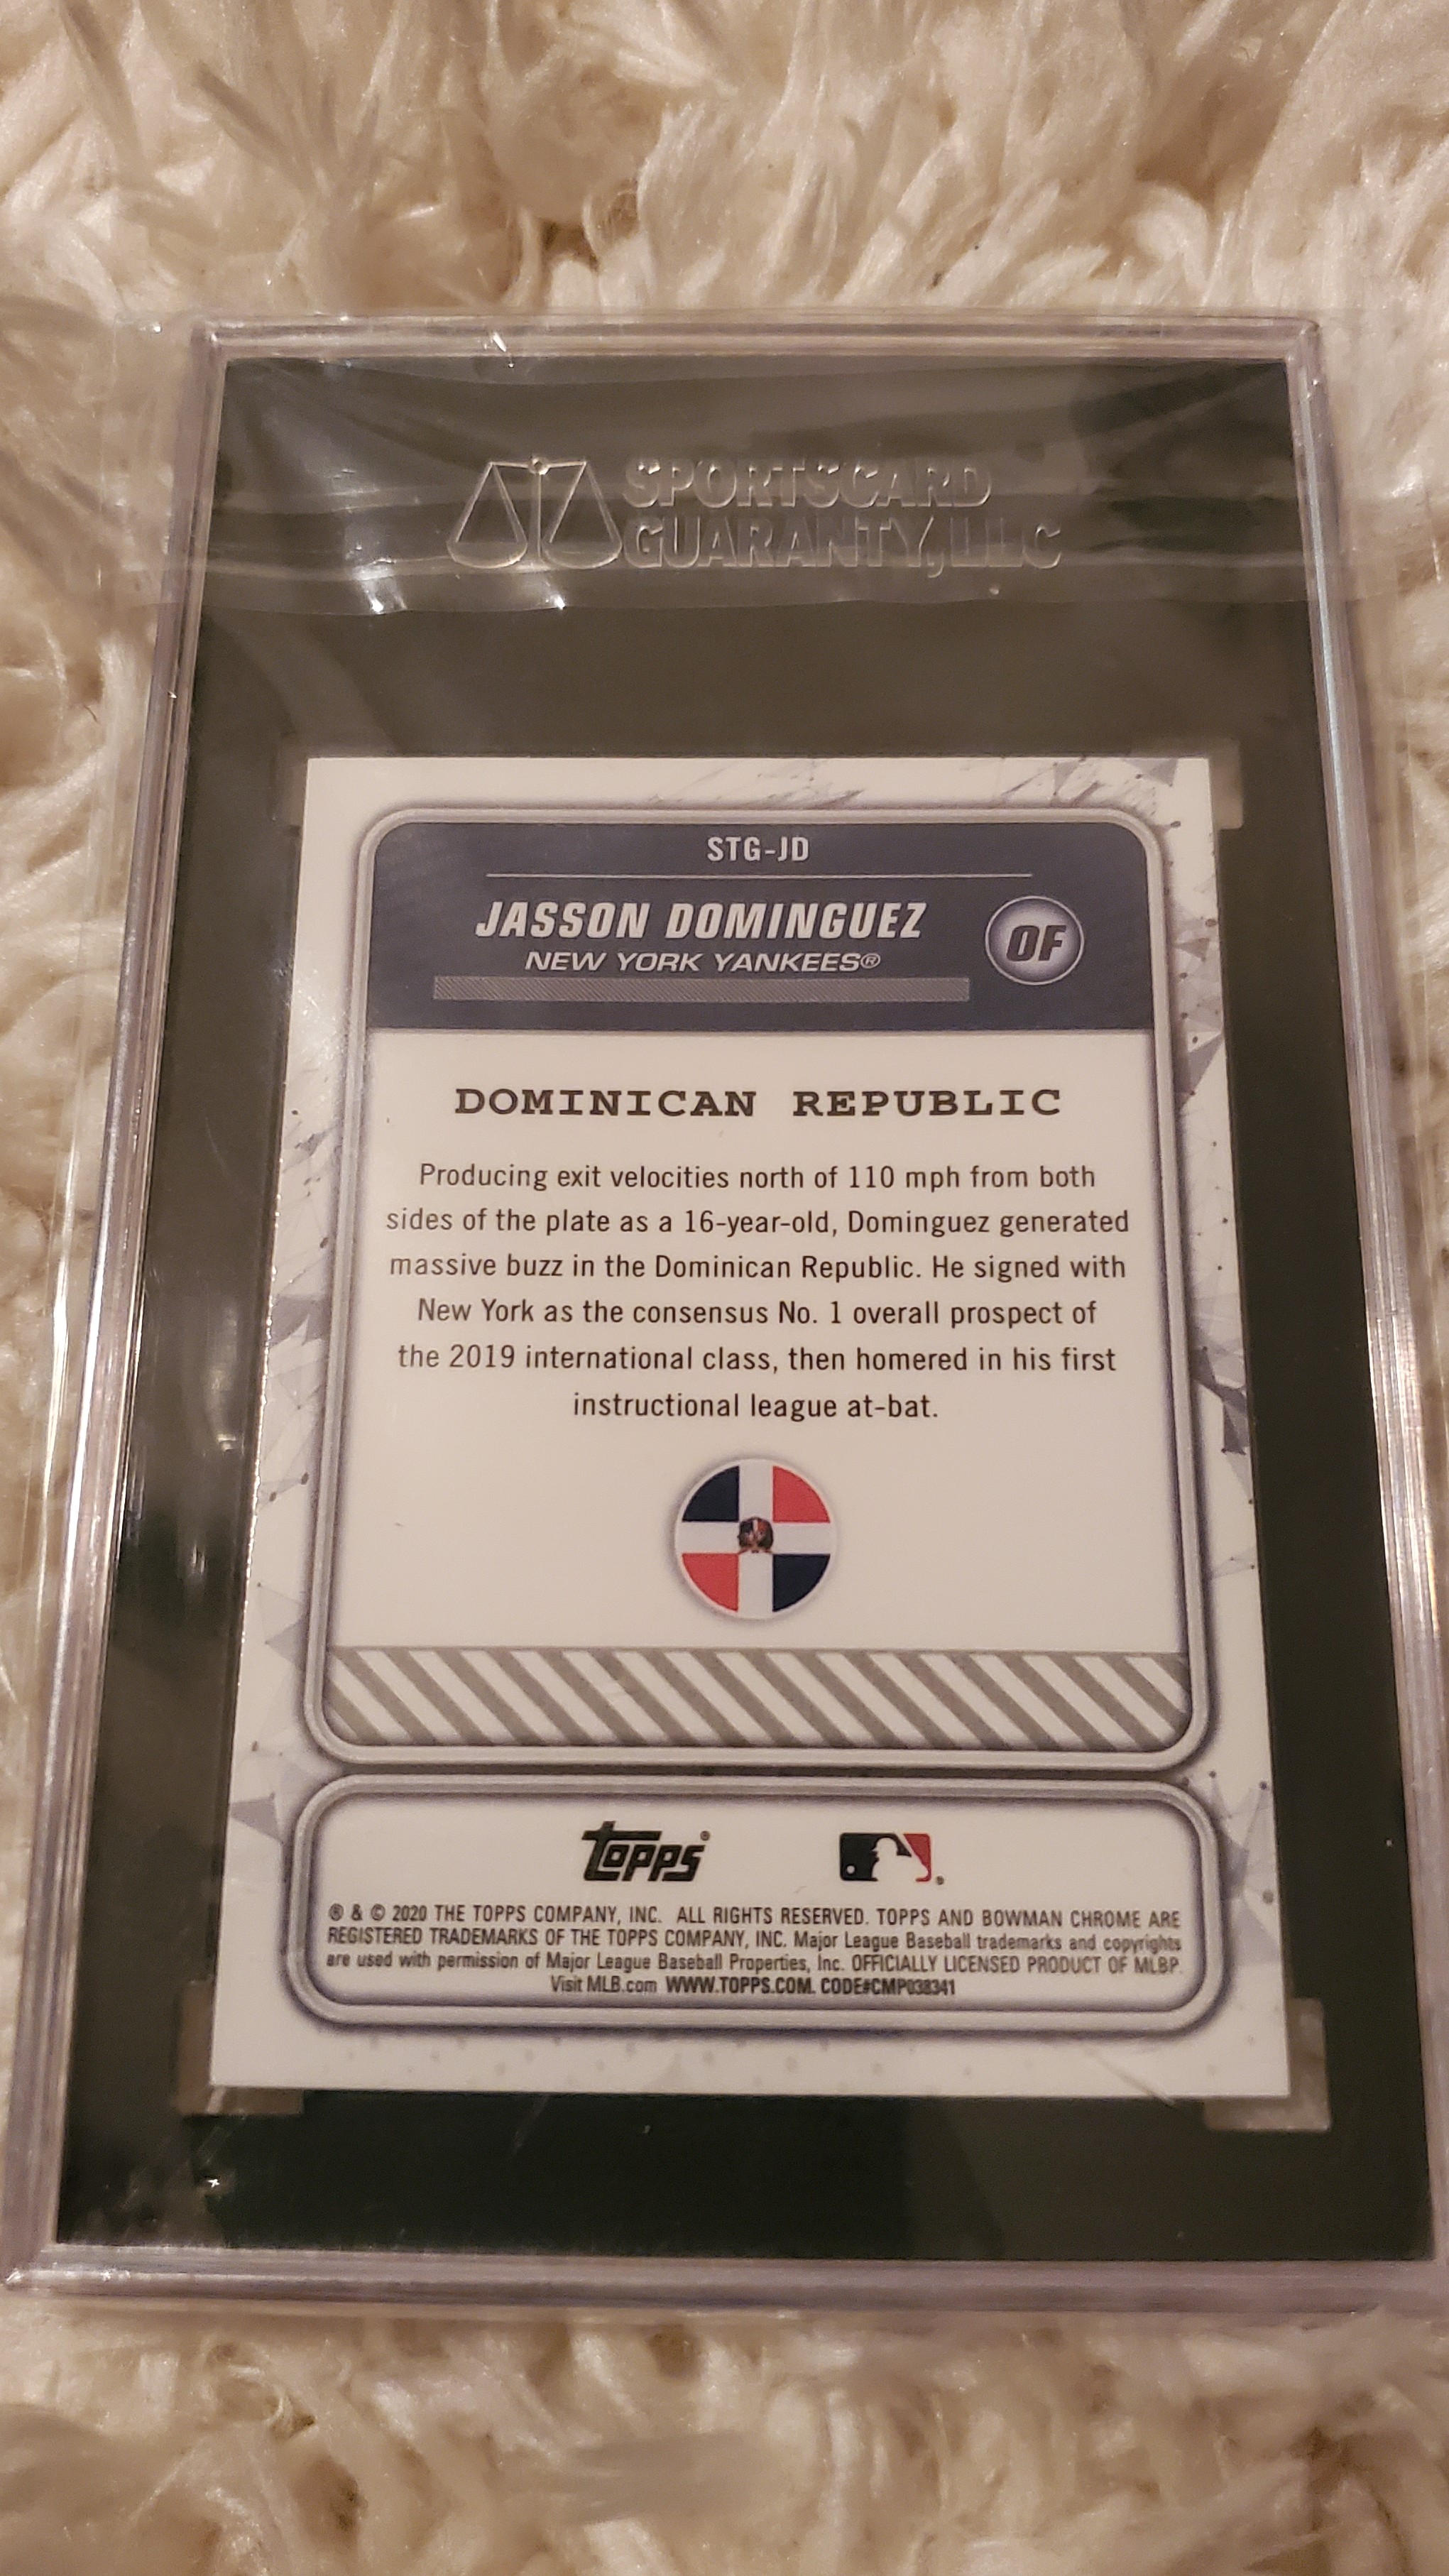 SPORTSCARD
GUARANTY, LLC
STG-JD
JASSON DOMINGUEZ
NEW YORK YANKEES®
OF
DOMINICAN REPUBLIC
Producing exit velocities north of 110 mph from both
sides of the plate as a 16-year-old, Dominguez generated
massive buzz in the Dominican Republic. He signed with
New York as the consensus No. 1 overall prospect of
the 2019 international class, then homered in his first
instructional league at-bat.
topps®
® & © 2020 THE TOPPS COMPANY, INC. ALL RIGHTS RESERVED. TOPPS AND BOWMAN CHROME ARE
REGISTERED TRADEMARKS OF THE TOPPS COMPANY, INC. Major League Baseball trademarks and copyrights
are used with permission of Major League Baseball Properties, Inc. OFFICIALLY LICENSED PRODUCT OF MLBP.
Visit MLB.com WWW.TOPPS.COM. CODE#CMP038341